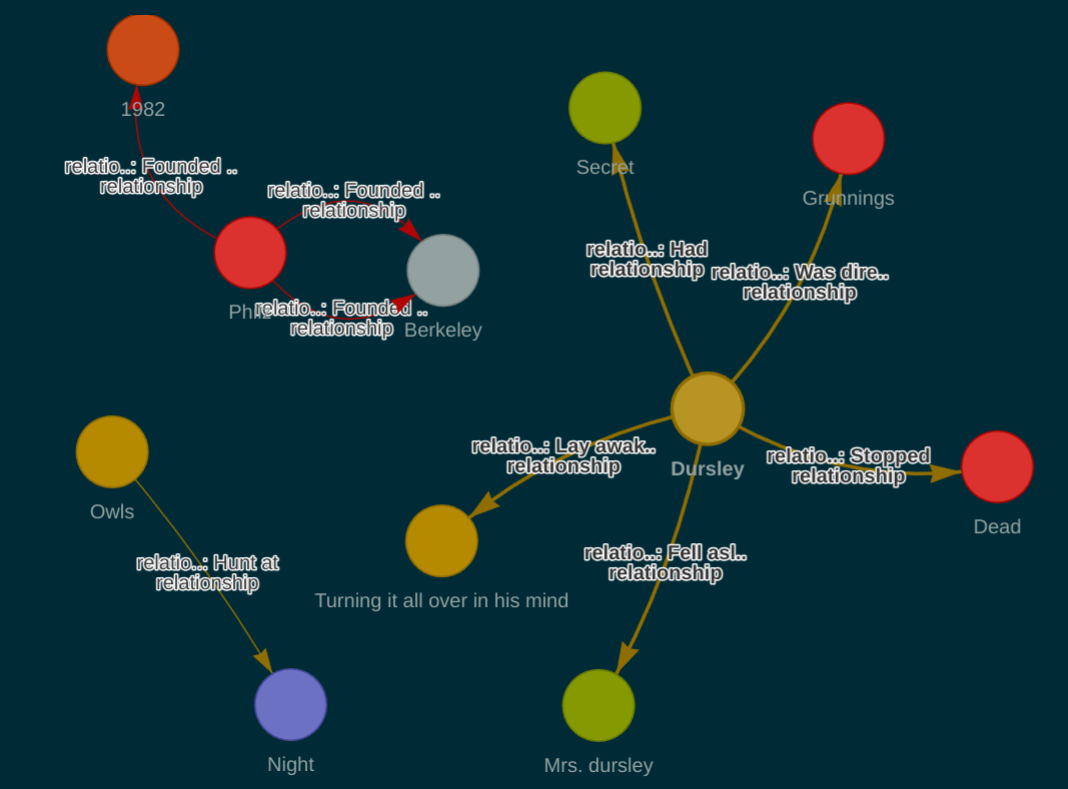 1982
relatio..: Founded ..
relationship
relatio..: Founded ..
relationship
relatio..: Founded ..
relationship
Berkeley
Secret
Grunnings
relatio..: Had
relationship
relatio..: Was dire..
relationship
relatio..: Lay awak..
relationship
Dursley
relatio..: Stopped
relationship
Dead
Owls
relatio..: Hunt at
relationship
relatio..: Fell asl..
relationship
Turning it all over in his mind
Night
Mrs. dursley